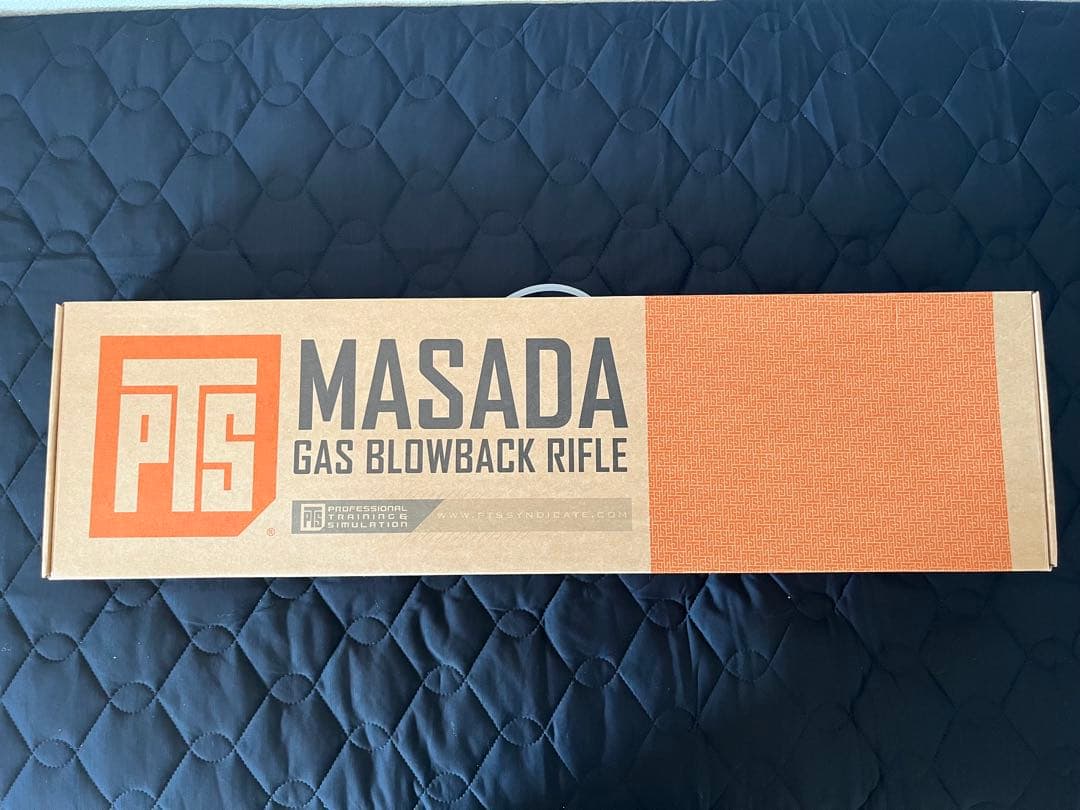 PTS
MASADA
GAS BLOWBACK RIFLE
®
PTS
PROFESSIONAL
TRAINING &
SIMULATION
WWW.PTSSYNDICATE.COM